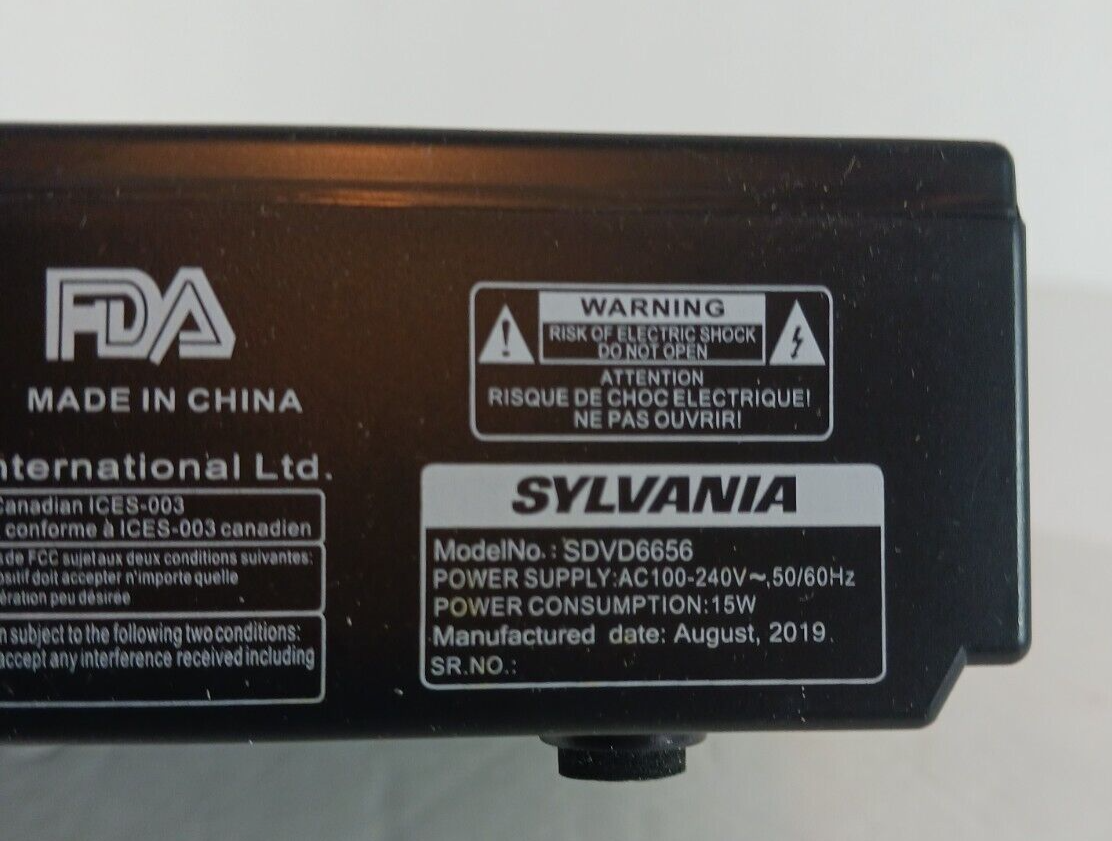 FDA
MADE IN CHINA
nternational Ltd.
Canadian ICES-003
conforme à ICES-003 canadien
de FCC sujet aux deux conditions suivantes:
ositif doit accepter n'importe quelle
ération peu désirée
n subject to the following two conditions:
accept any interference received including
WARNING
RISK OF ELECTRIC SHOCK
DO NOT OPEN
ATTENTION
RISQUE DE CHOC ELECTRIQUE!
NE PAS OUVRIR!
SYLVANIA
ModelNo.: SDVD6656
POWER SUPPLY:AC100-240V~,50/60Hz
POWER CONSUMPTION:15W
Manufactured date: August, 2019.
SR.NO.: